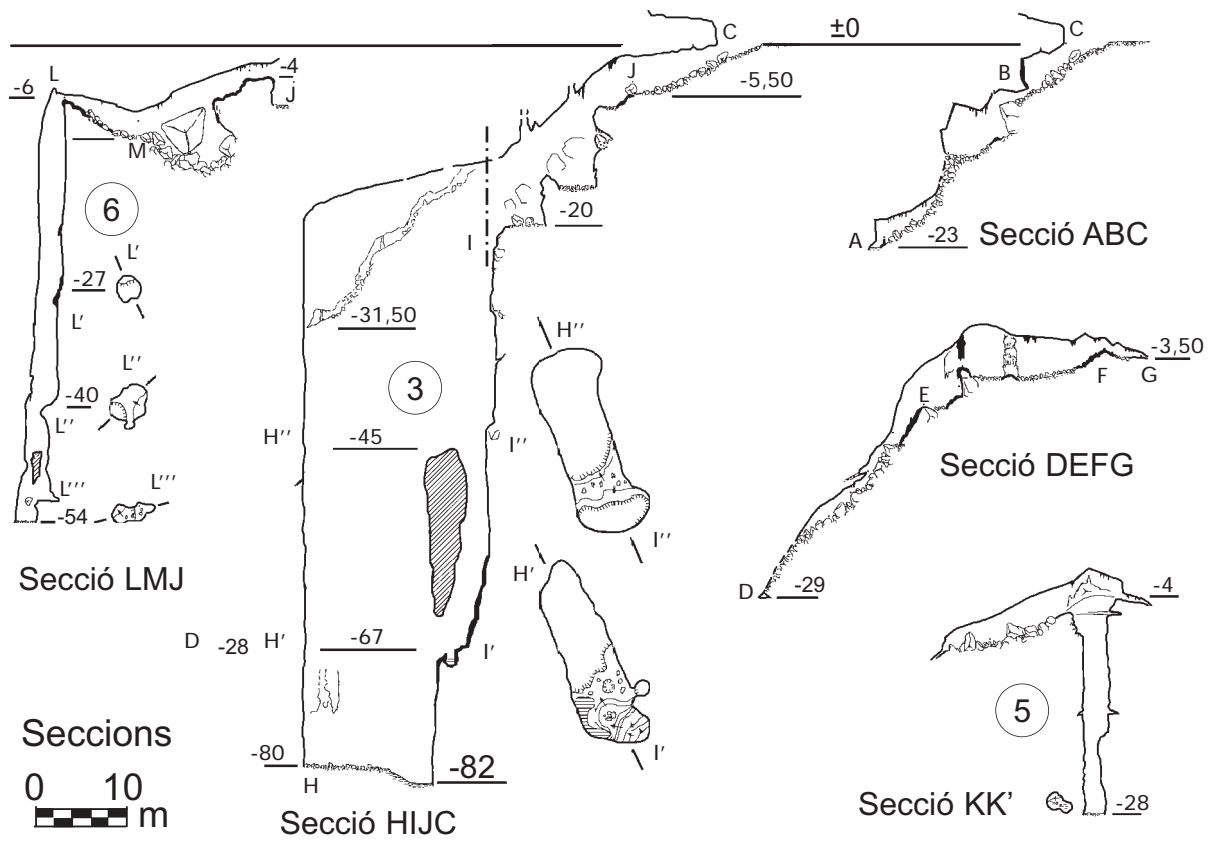 C
±0
C
L
-4
-6
J
J
-5,50
B
M
6
-20
I
A
-23
Secció ABC
L'
-27
L'
-31,50
H''
-3,50
L''
3
E
F
G
-40
L''
H''
-45
I''
Secció DEFG
L'''
L'''
-54
I''
H'
Secció LMJ
D
-29
-4
D
-28
H'
-67
I'
5
Seccions
0
10
m
-80
-82
I'
H
Secció HIJC
Secció KK’
-28